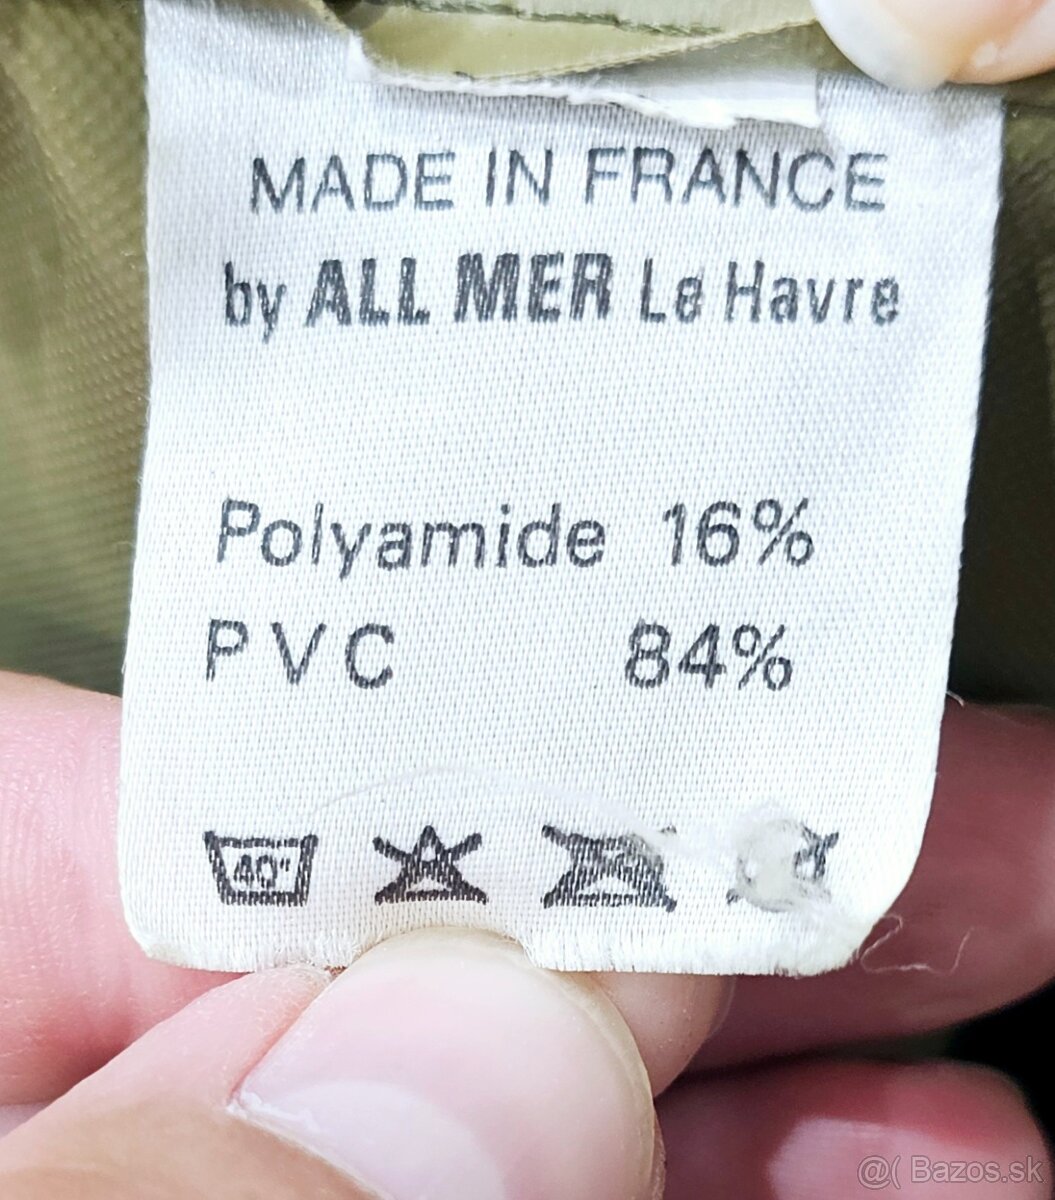 MADE IN FRANCE
by ALL MER Le Havre
Polyamide 16%
PVC 84%
40°
@( Bazos.sk